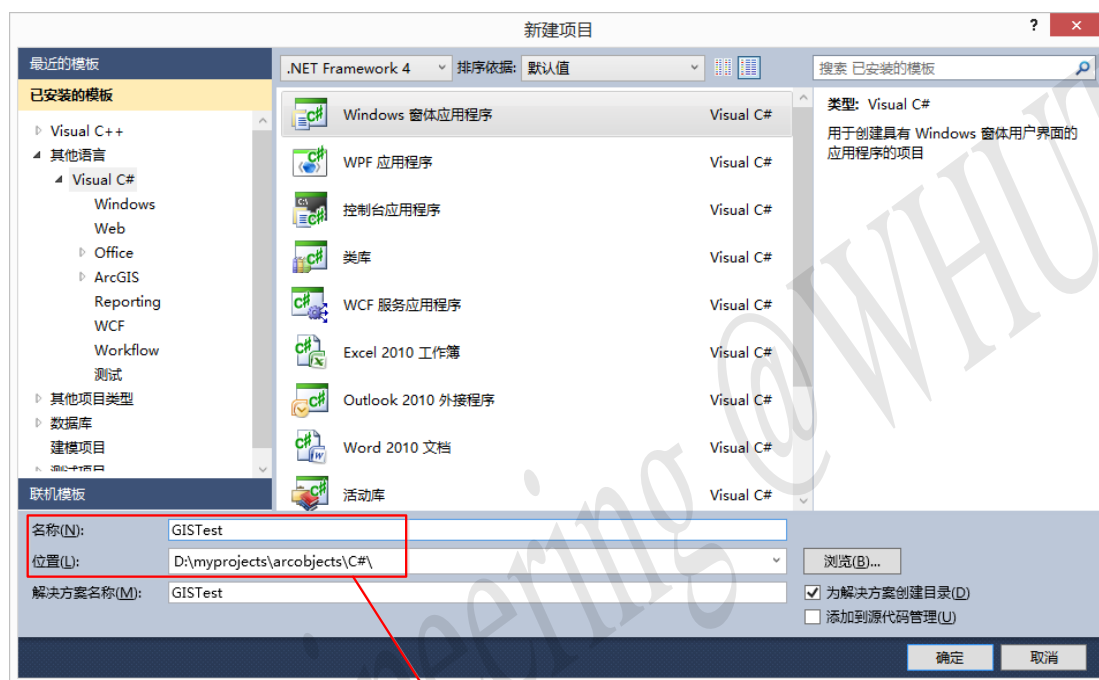 新建项目
?
×
最近的模板
已安装的模板
Visual C++
其他语言
Visual C#
Windows
Web
Office
ArcGIS
Reporting
WCF
Workflow
测试
其他项目类型
数据库
建模项目
测试项目
联机模板
.NET Framework 4
排序依据:
默认值
搜索 已安装的模板
Windows 窗体应用程序 Visual C#
WPF 应用程序 Visual C#
控制台应用程序 Visual C#
类库 Visual C#
WCF 服务应用程序 Visual C#
Excel 2010 工作簿 Visual C#
Outlook 2010 外接程序 Visual C#
Word 2010 文档 Visual C#
活动库 Visual C#
类型: Visual C#
用于创建具有 Windows 窗体用户界面的
应用程序的项目
名称(N): GISTest
位置(L): D:\myprojects\arcobjects\C#\
浏览(B)...
解决方案名称(M): GISTest
为解决方案创建目录(D)
添加到源代码管理(U)
确定
取消
neering @WHU